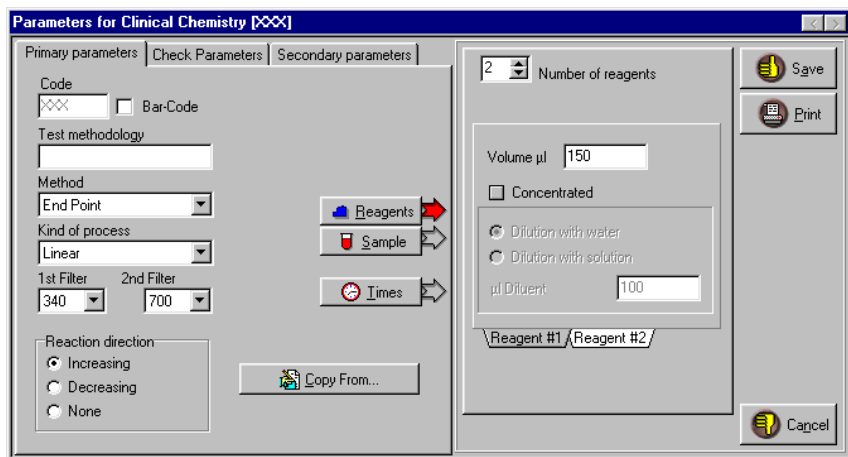 Parameters for Clinical Chemistry [XXX]
Primary parameters Check Parameters Secondary parameters
Code
XXX Bar-Code
Test methodology
Method
End Point
Kind of process
Linear
1st Filter 2nd Filter
340 700
Reaction direction
Increasing
Decreasing
None
Reagents
Sample
Times
Copy From...
2 Number of reagents
Volume µl 150
Concentrated
Dilution with water
Dilution with solution
µl Diluent 100
Reagent #1 Reagent #2
Save
Print
Cancel